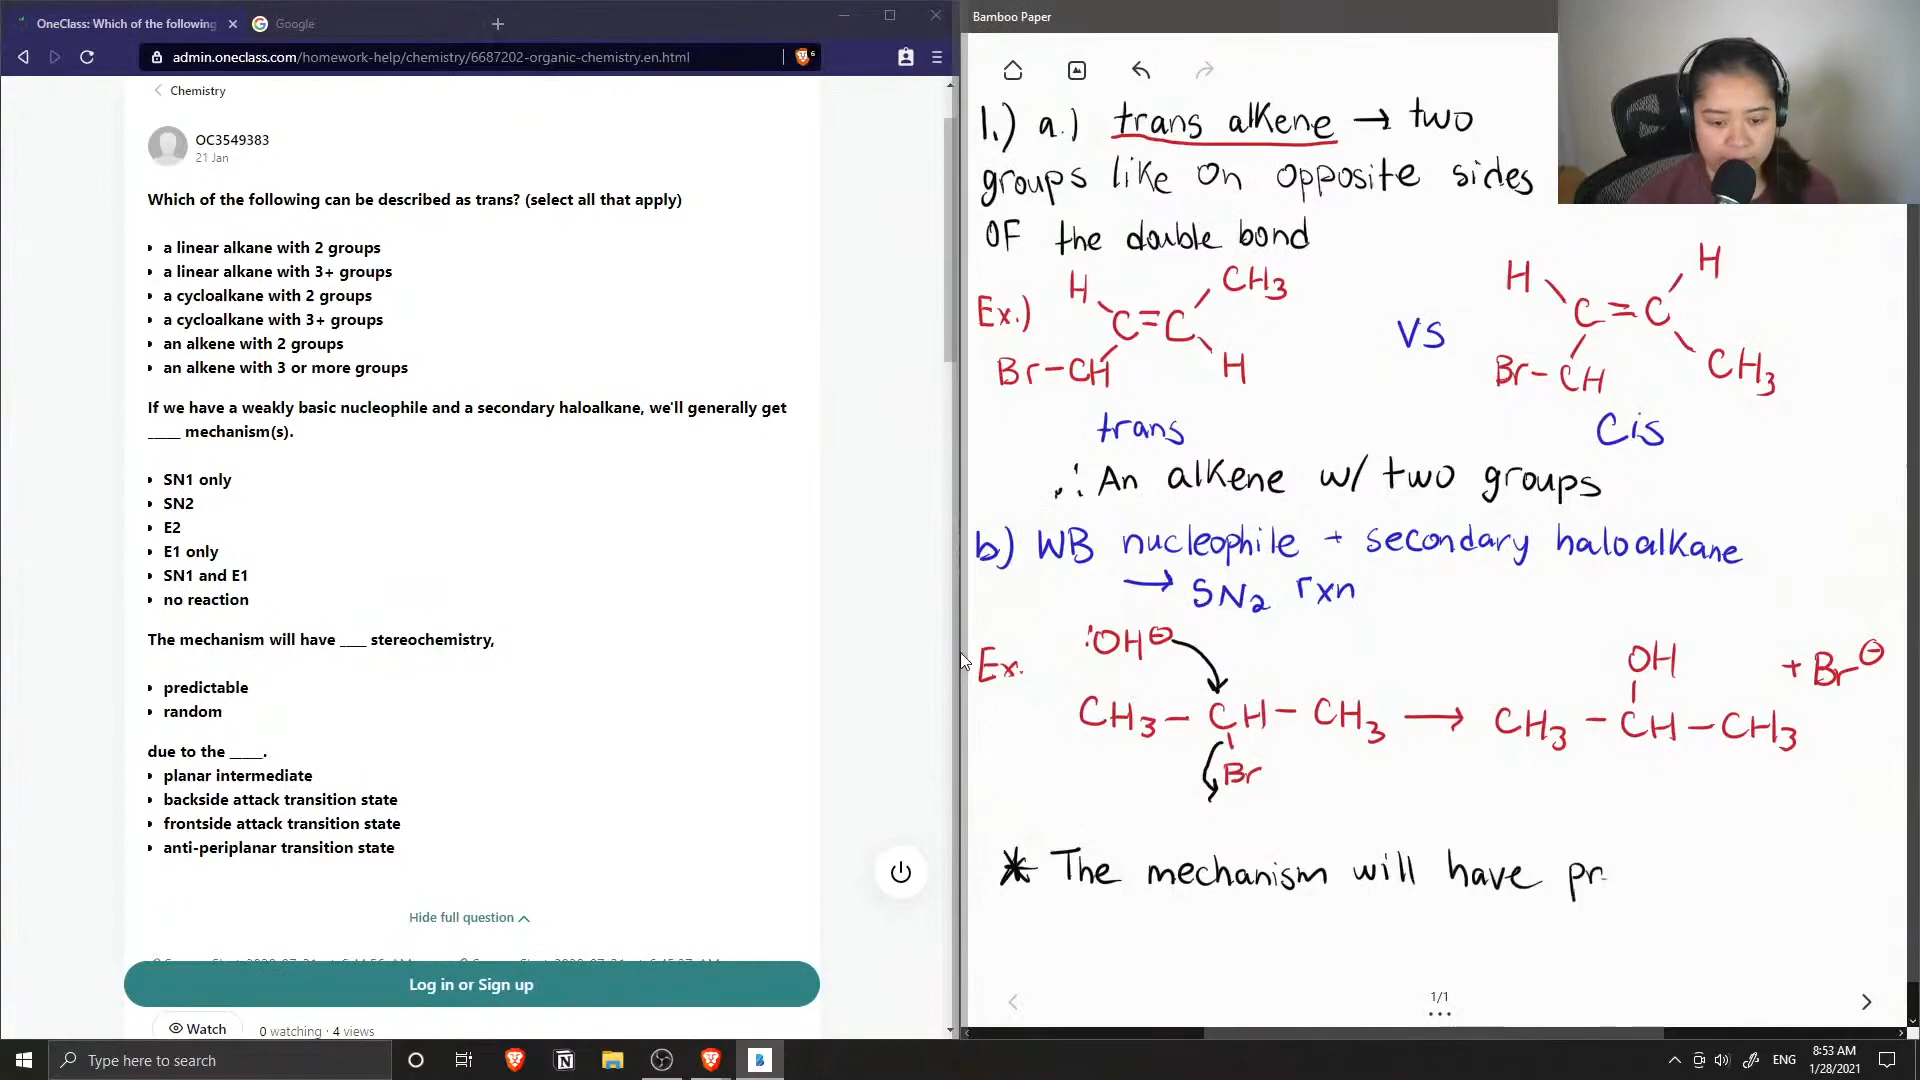 OneClass: Which of the following
Google
admin.oneclass.com/homework-help/chemistry/6687202-organic-chemistry.en.html
6
Chemistry
OC3549383
21 Jan
Which of the following can be described as trans? (select all that apply)
a linear alkane with 2 groups
a linear alkane with 3+ groups
a cycloalkane with 2 groups
a cycloalkane with 3+ groups
an alkene with 2 groups
an alkene with 3 or more groups
If we have a weakly basic nucleophile and a secondary haloalkane, we'll generally get
_____ mechanism(s).
SN1 only
SN2
E2
E1 only
SN1 and E1
no reaction
The mechanism will have ____ stereochemistry,
predictable
random
due to the _____.
planar intermediate
backside attack transition state
frontside attack transition state
anti-periplanar transition state
Hide full question
Log in or Sign up
Watch
0 watching · 4 views
Bamboo Paper
1.) a.) trans alkene → two
groups like on opposite sides
OF the double bond
Ex.)
H CH3
C=C
Br-CH H
trans
VS
H H
C=C
Br-CH CH3
Cis
∴ An alkene w/ two groups
b) WB nucleophile + secondary haloalkane
→ SN2 rxn
Ex.
:OH⊖
CH3-CH-CH3 →
Br
OH
CH3-CH-CH3
+ Br⊖
* The mechanism will have pr
1/1
Type here to search
ENG
8:53 AM
1/28/2021